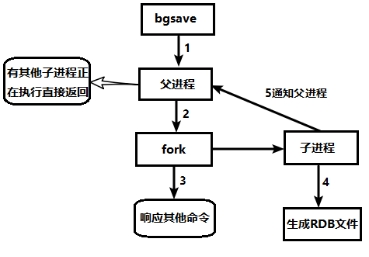 bgsave
1
有其他子进程正
在执行直接返回
父进程
5通知父进程
2
fork
子进程
3
4
响应其他命令
生成RDB文件